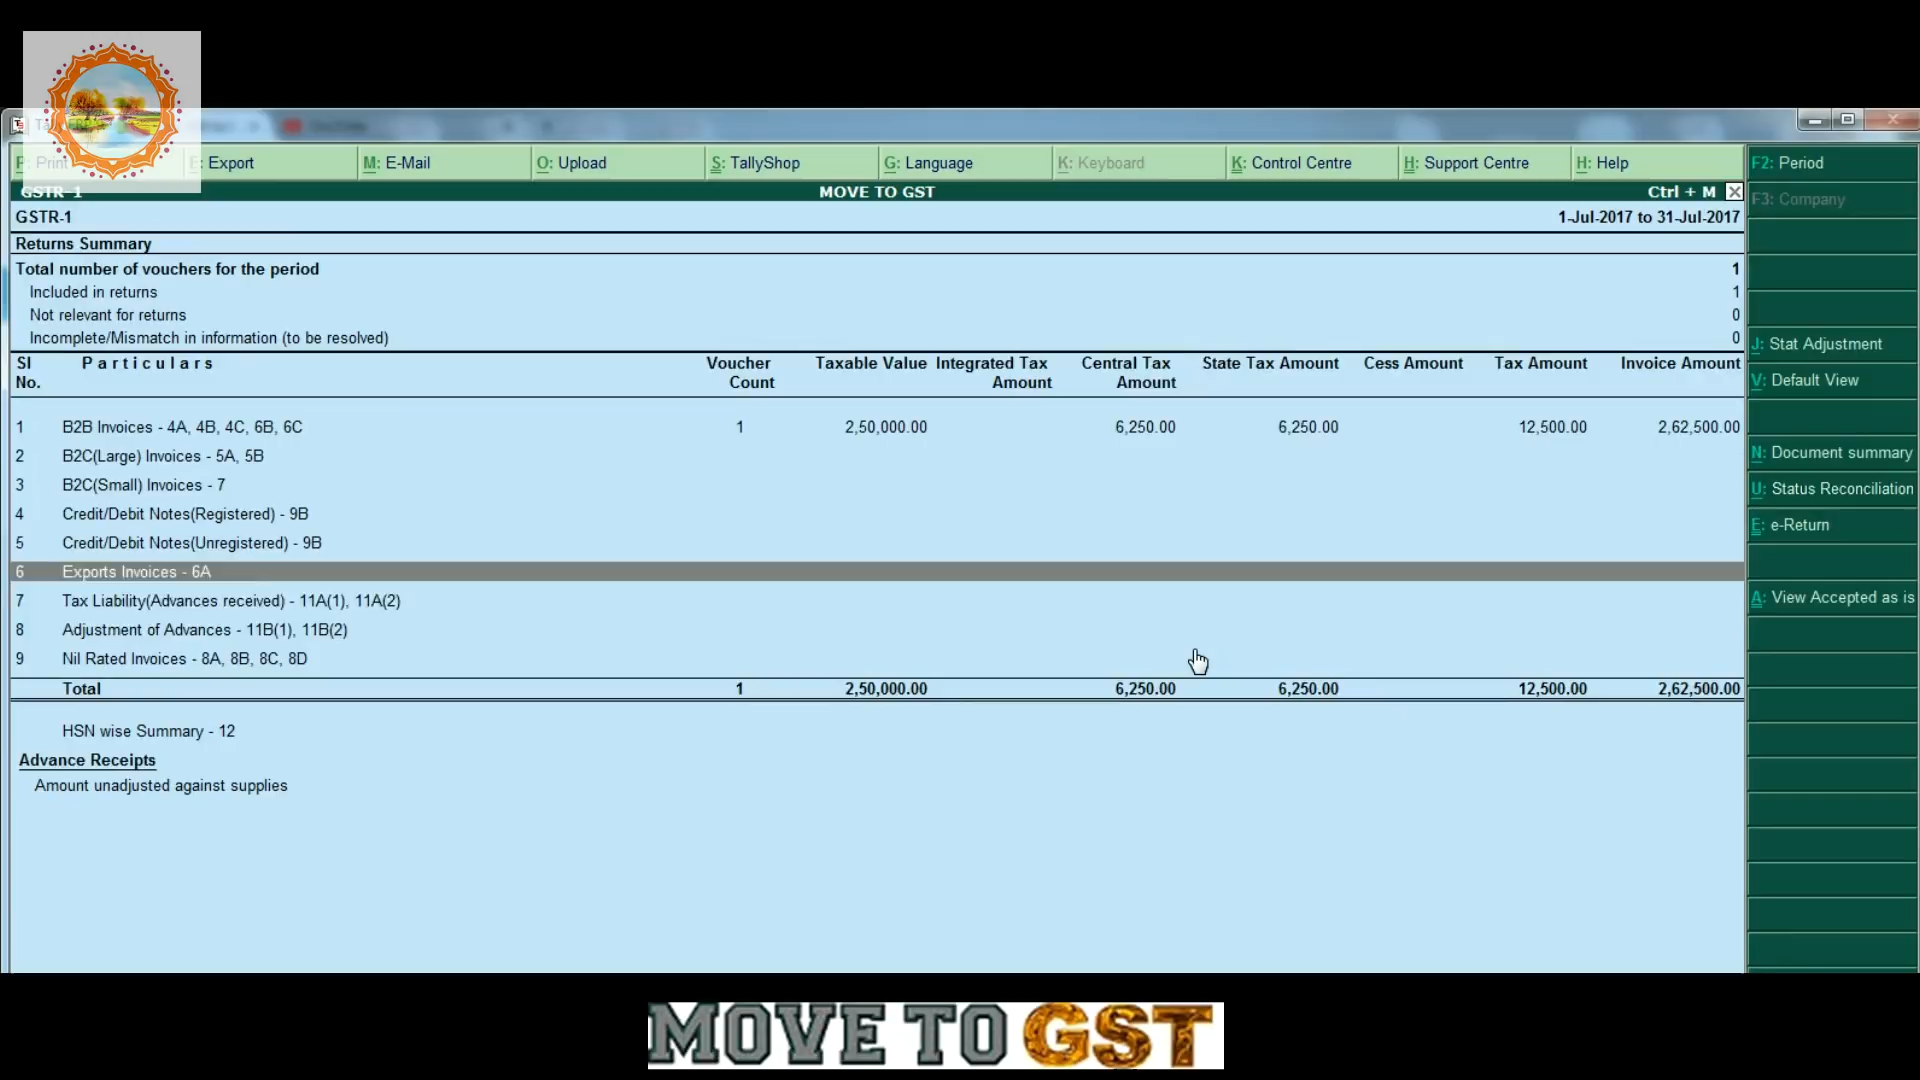 P: Print E: Export M: E-Mail O: Upload S: TallyShop G: Language K: Keyboard K: Control Centre H: Support Centre H: Help
GSTR-1 MOVE TO GST Ctrl + M
GSTR-1 1-Jul-2017 to 31-Jul-2017
Returns Summary
Total number of vouchers for the period 1
Included in returns 1
Not relevant for returns 0
Incomplete/Mismatch in information (to be resolved) 0
Sl No. Particulars Voucher Count Taxable Value Integrated Tax Amount Central Tax Amount State Tax Amount Cess Amount Tax Amount Invoice Amount
1 B2B Invoices - 4A, 4B, 4C, 6B, 6C 1 2,50,000.00 6,250.00 6,250.00 12,500.00 2,62,500.00
2 B2C(Large) Invoices - 5A, 5B
3 B2C(Small) Invoices - 7
4 Credit/Debit Notes(Registered) - 9B
5 Credit/Debit Notes(Unregistered) - 9B
6 Exports Invoices - 6A
7 Tax Liability(Advances received) - 11A(1), 11A(2)
8 Adjustment of Advances - 11B(1), 11B(2)
9 Nil Rated Invoices - 8A, 8B, 8C, 8D
Total 1 2,50,000.00 6,250.00 6,250.00 12,500.00 2,62,500.00
HSN wise Summary - 12
Advance Receipts
Amount unadjusted against supplies
F2: Period
F3: Company
J: Stat Adjustment
V: Default View
N: Document summary
U: Status Reconciliation
E: e-Return
A: View Accepted as is
MOVE TO GST